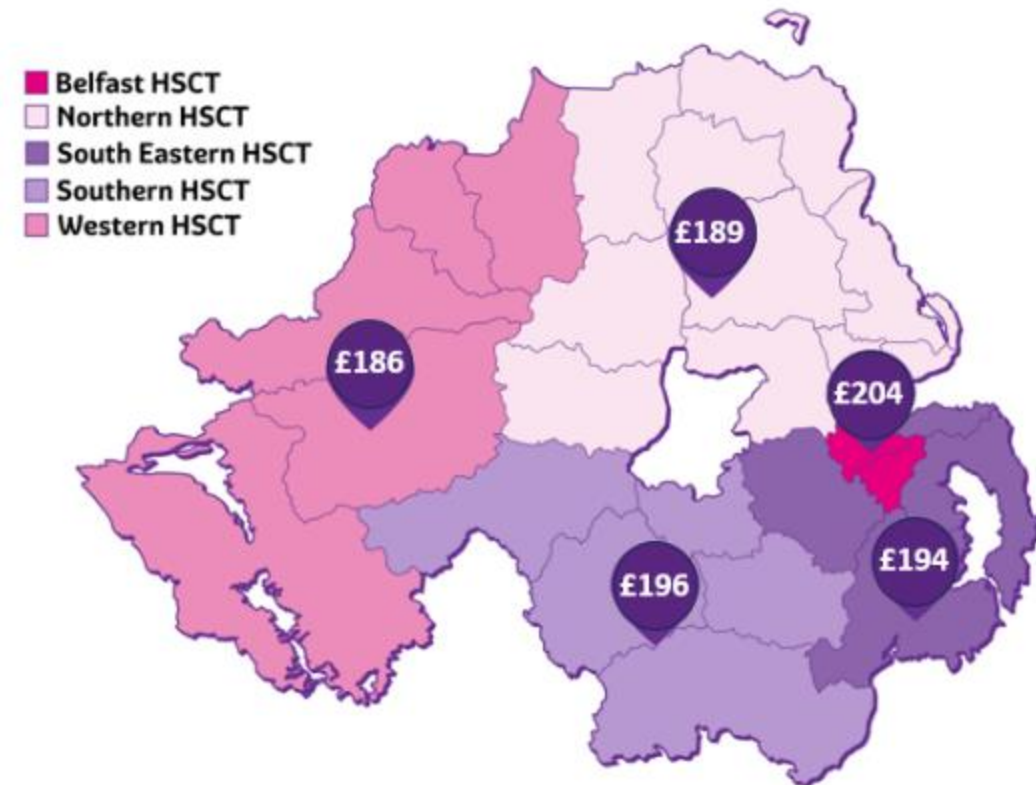 Belfast HSCT
Northern HSCT
South Eastern HSCT
Southern HSCT
Western HSCT
£189
£186
£204
£194
£196